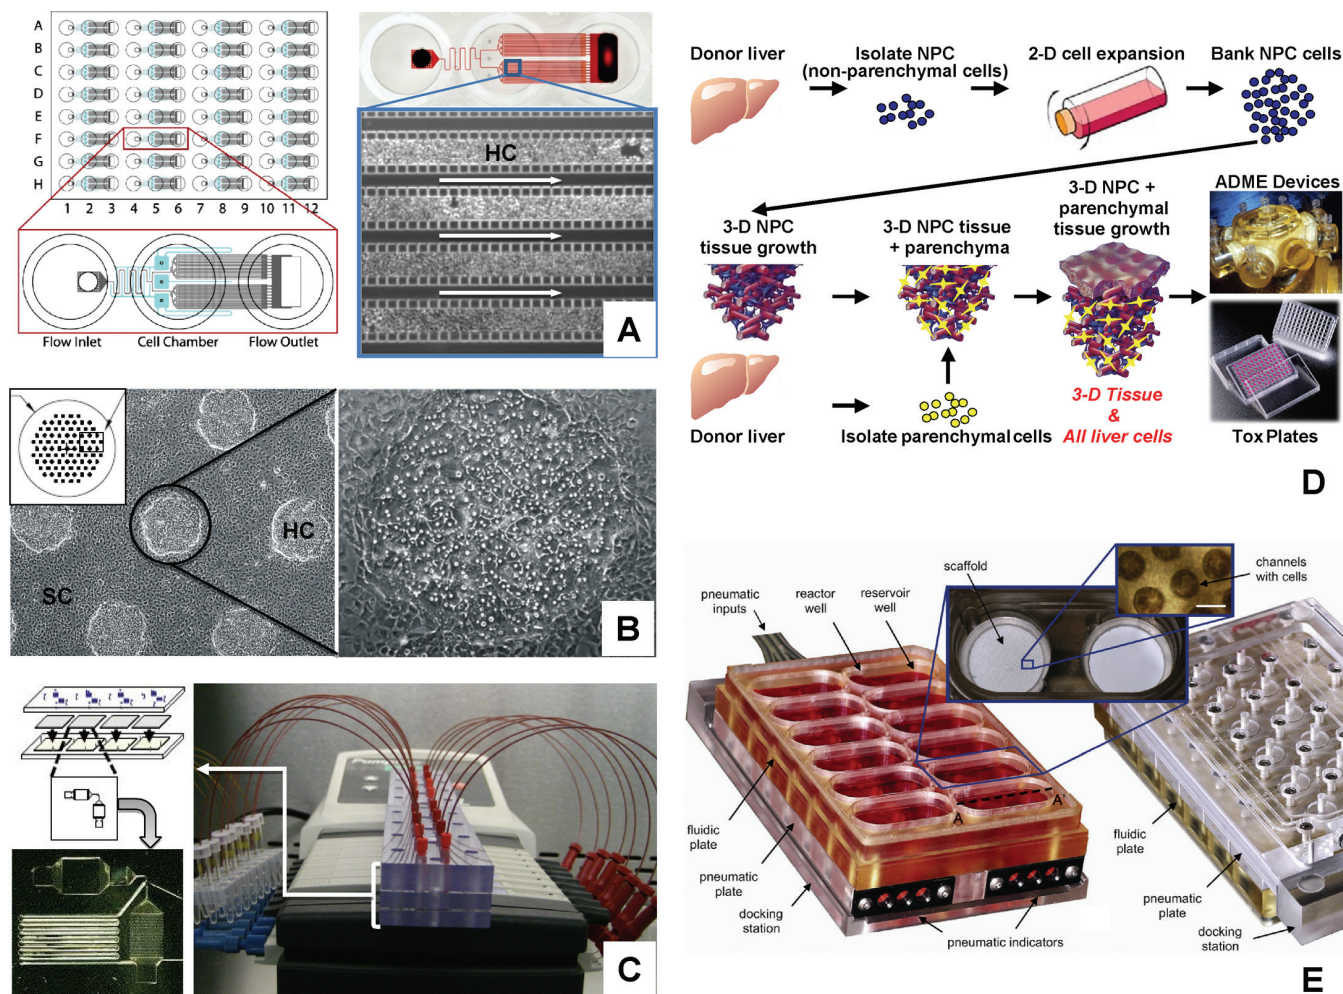 A
B
C
D
E
F
G
H
1 2 3 4 5 6 7 8 9 10 11 12
Flow Inlet
Cell Chamber
Flow Outlet
HC
A
HC
SC
B
C
Donor liver
Isolate NPC
(non-parenchymal cells)
2-D cell expansion
Bank NPC cells
3-D NPC
tissue growth
3-D NPC tissue
+ parenchyma
3-D NPC +
parenchymal
tissue growth
ADME Devices
Donor liver
Isolate parenchymal cells
3-D Tissue
&
All liver cells
Tox Plates
D
pneumatic
inputs
reactor
well
reservoir
well
scaffold
channels
with cells
A
A'
fluidic
plate
pneumatic
plate
docking
station
pneumatic indicators
fluidic
plate
pneumatic
plate
docking
station
E